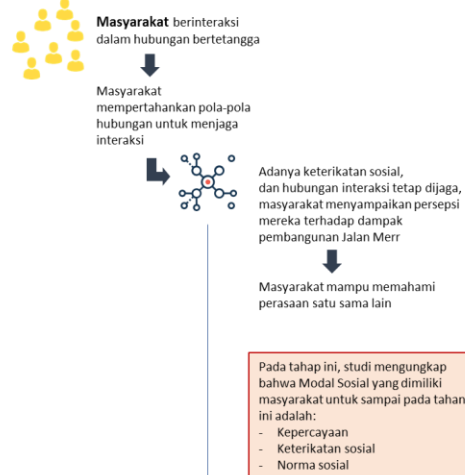 Masyarakat berinteraksi
dalam hubungan bertetangga
Masyarakat
mempertahankan pola-pola
hubungan untuk menjaga
interaksi
Adanya keterikatan sosial,
dan hubungan interaksi tetap dijaga,
masyarakat menyampaikan persepsi
mereka terhadap dampak
pembangunan Jalan Merr
Masyarakat mampu memahami
perasaan satu sama lain
Pada tahap ini, studi mengungkap
bahwa Modal Sosial yang dimiliki
masyarakat untuk sampai pada tahan
ini adalah:
- Kepercayaan
- Keterikatan sosial
- Norma sosial